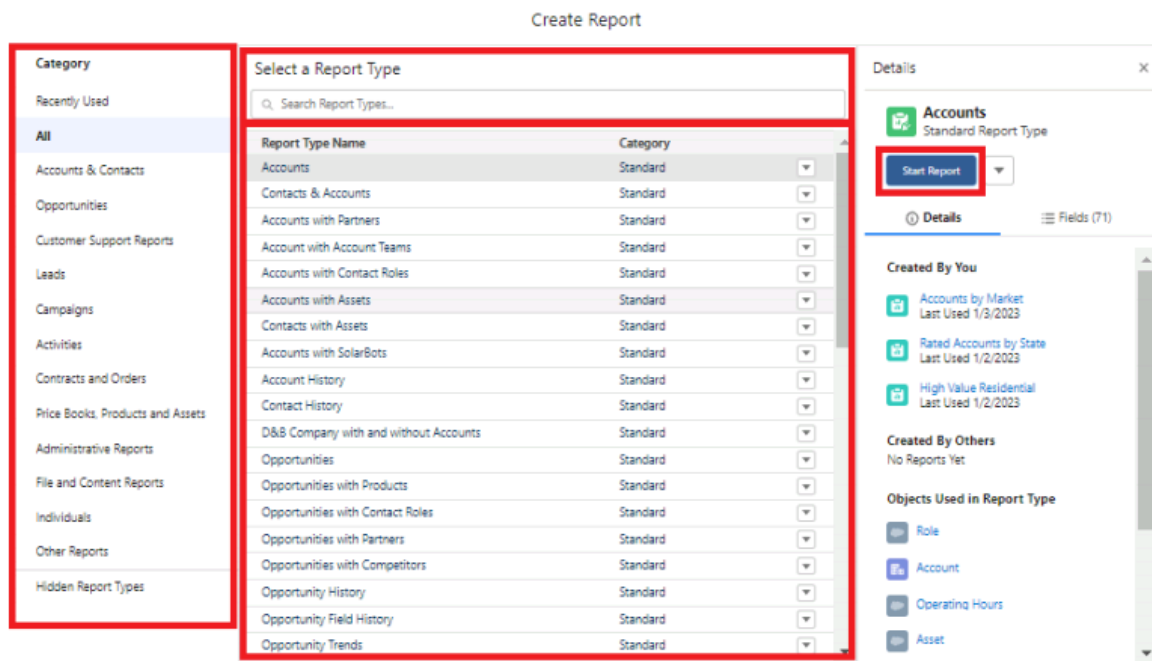 Create Report
Category
Recently Used
All
Accounts & Contacts
Opportunities
Customer Support Reports
Leads
Campaigns
Activities
Contracts and Orders
Price Books, Products and Assets
Administrative Reports
File and Content Reports
Individuals
Other Reports
Hidden Report Types
Select a Report Type
Search Report Types...
Report Type Name Category
Accounts Standard
Contacts & Accounts Standard
Accounts with Partners Standard
Account with Account Teams Standard
Accounts with Contact Roles Standard
Accounts with Assets Standard
Contacts with Assets Standard
Accounts with SolarBots Standard
Account History Standard
Contact History Standard
D&B Company with and without Accounts Standard
Opportunities Standard
Opportunities with Products Standard
Opportunities with Contact Roles Standard
Opportunities with Partners Standard
Opportunities with Competitors Standard
Opportunity History Standard
Opportunity Field History Standard
Opportunity Trends Standard
Details
Accounts
Standard Report Type
Start Report
Details Fields (71)
Created By You
Accounts by Market
Last Used 1/3/2023
Rated Accounts by State
Last Used 1/2/2023
High Value Residential
Last Used 1/2/2023
Created By Others
No Reports Yet
Objects Used in Report Type
Role
Account
Operating Hours
Asset